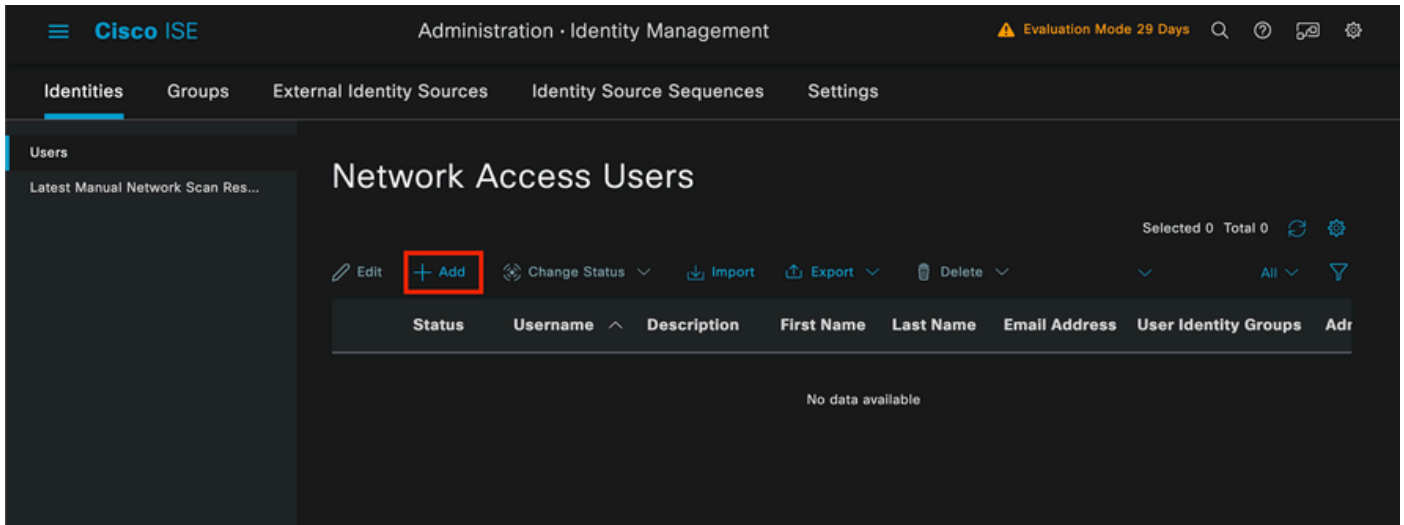 Cisco ISE Administration · Identity Management Evaluation Mode 29 Days
Identities Groups External Identity Sources Identity Source Sequences Settings
Users
Latest Manual Network Scan Res...
Network Access Users
Selected 0 Total 0
Edit Add Change Status Import Export Delete All
Status Username Description First Name Last Name Email Address User Identity Groups
No data available